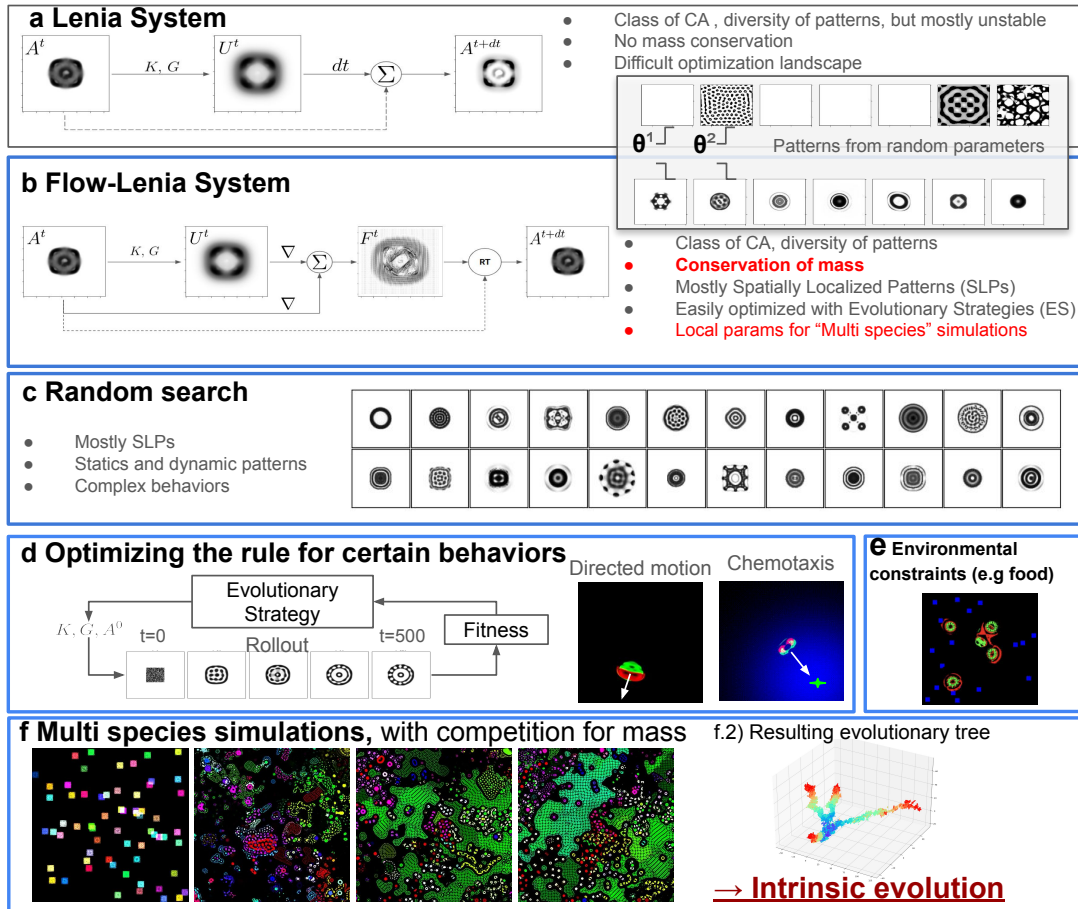 a Lenia System
A^t
K, G
U^t
dt
∑
A^{t+dt}
● Class of CA , diversity of patterns, but mostly unstable
● No mass conservation
● Difficult optimization landscape
θ¹
θ²
Patterns from random parameters
b Flow-Lenia System
A^t
K, G
U^t
∇
∇
∑
F^t
RT
A^{t+dt}
● Class of CA, diversity of patterns
● Conservation of mass
● Mostly Spatially Localized Patterns (SLPs)
● Easily optimized with Evolutionary Strategies (ES)
● Local params for “Multi species” simulations
c Random search
● Mostly SLPs
● Statics and dynamic patterns
● Complex behaviors
d Optimizing the rule for certain behaviors
Evolutionary
Strategy
K, G, A^0
t=0
Rollout
t=500
Fitness
Directed motion
Chemotaxis
e Environmental
constraints (e.g food)
f Multi species simulations, with competition for mass
f.2) Resulting evolutionary tree
→ Intrinsic evolution